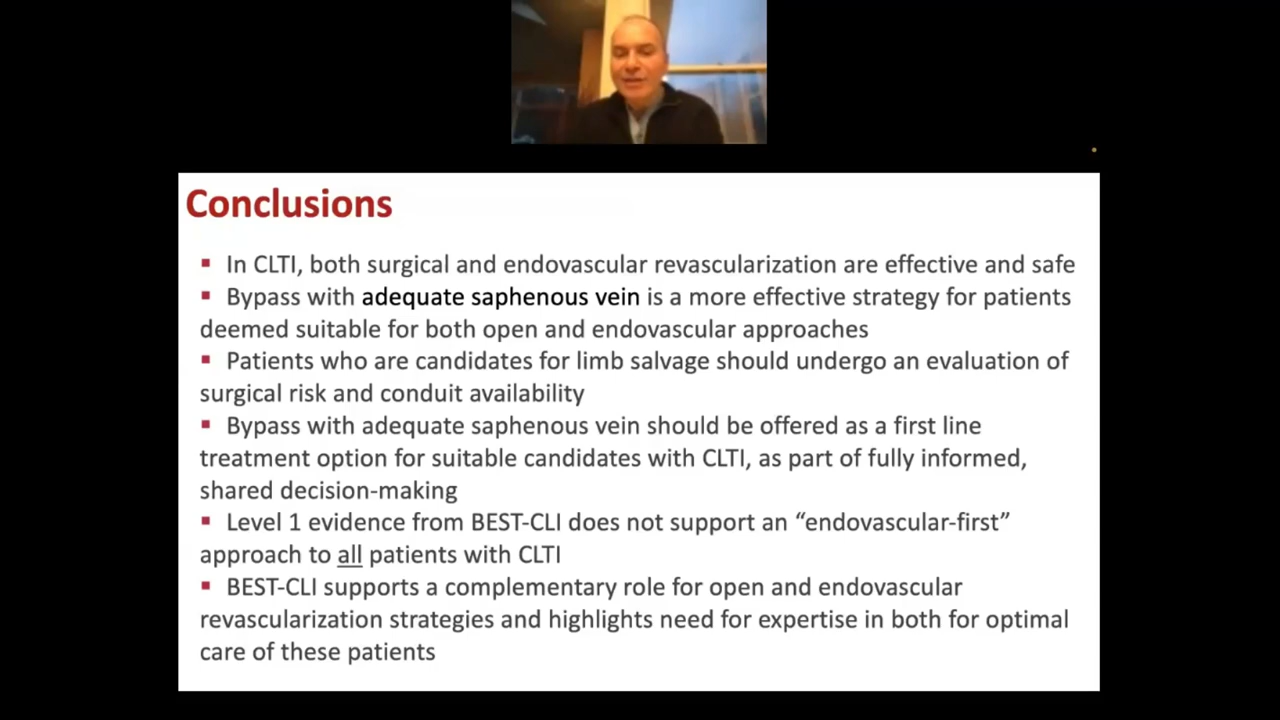 Conclusions
▪ In CLTI, both surgical and endovascular revascularization are effective and safe
▪ Bypass with adequate saphenous vein is a more effective strategy for patients
deemed suitable for both open and endovascular approaches
▪ Patients who are candidates for limb salvage should undergo an evaluation of
surgical risk and conduit availability
▪ Bypass with adequate saphenous vein should be offered as a first line
treatment option for suitable candidates with CLTI, as part of fully informed,
shared decision-making
▪ Level 1 evidence from BEST-CLI does not support an “endovascular-first”
approach to all patients with CLTI
▪ BEST-CLI supports a complementary role for open and endovascular
revascularization strategies and highlights need for expertise in both for optimal
care of these patients